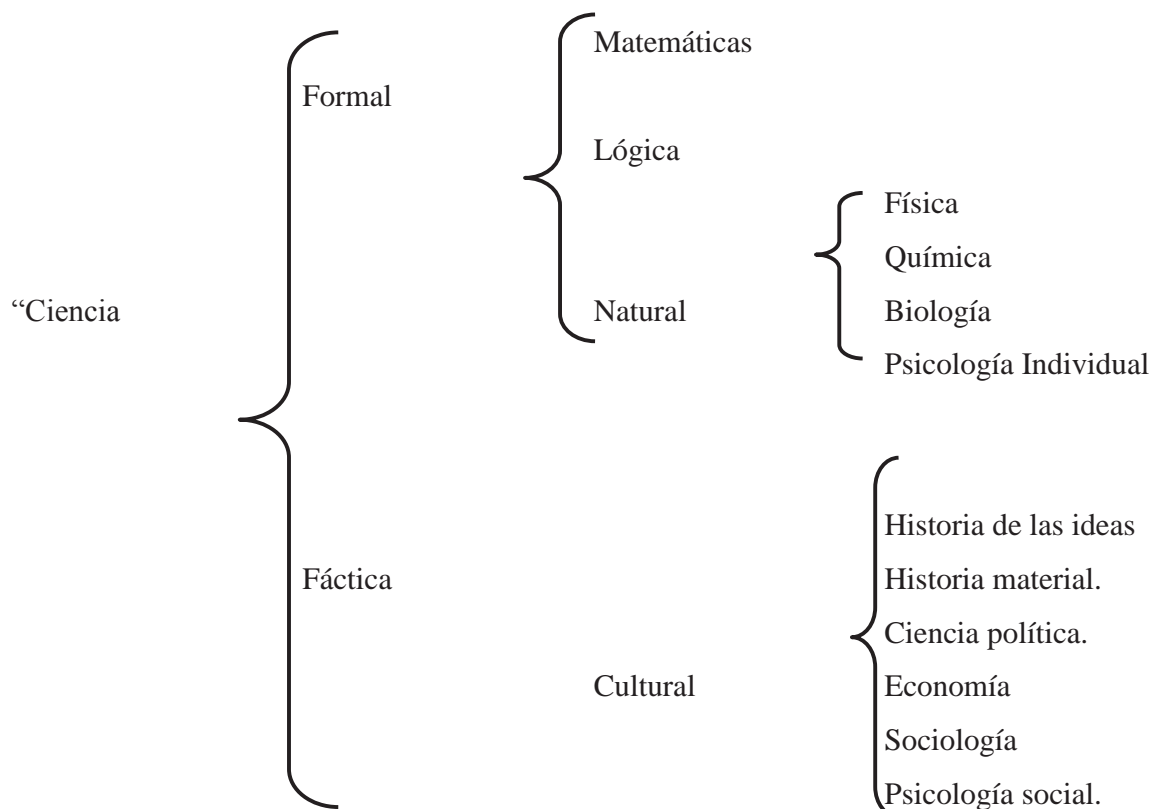 Matemáticas
Formal
Lógica
Física
Química
“Ciencia
Natural
Biología
Psicología Individual
Historia de las ideas
Fáctica
Historia material.
Ciencia política.
Cultural
Economía
Sociología
Psicología social.